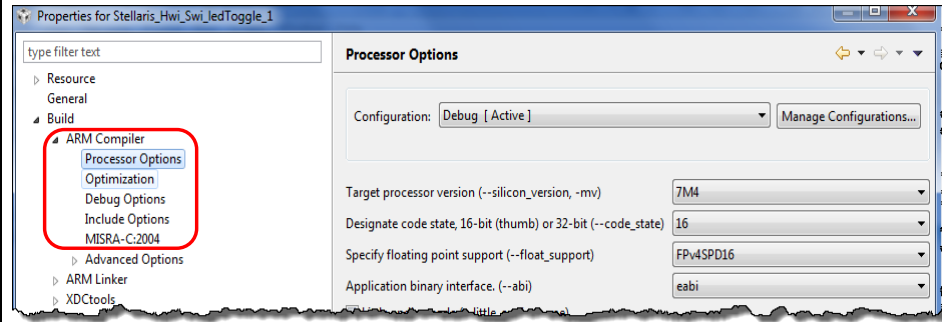 Properties for Stellaris_Hwi_Swi_ledToggle_1
type filter text
Resource
General
Build
ARM Compiler
Processor Options
Optimization
Debug Options
Include Options
MISRA-C:2004
Advanced Options
ARM Linker
XDCtools
Processor Options
Configuration: Debug [ Active ] Manage Configurations...
Target processor version (--silicon_version, -mv) 7M4
Designate code state, 16-bit (thumb) or 32-bit (--code_state) 16
Specify floating point support (--float_support) FPv4SPD16
Application binary interface. (--abi) eabi